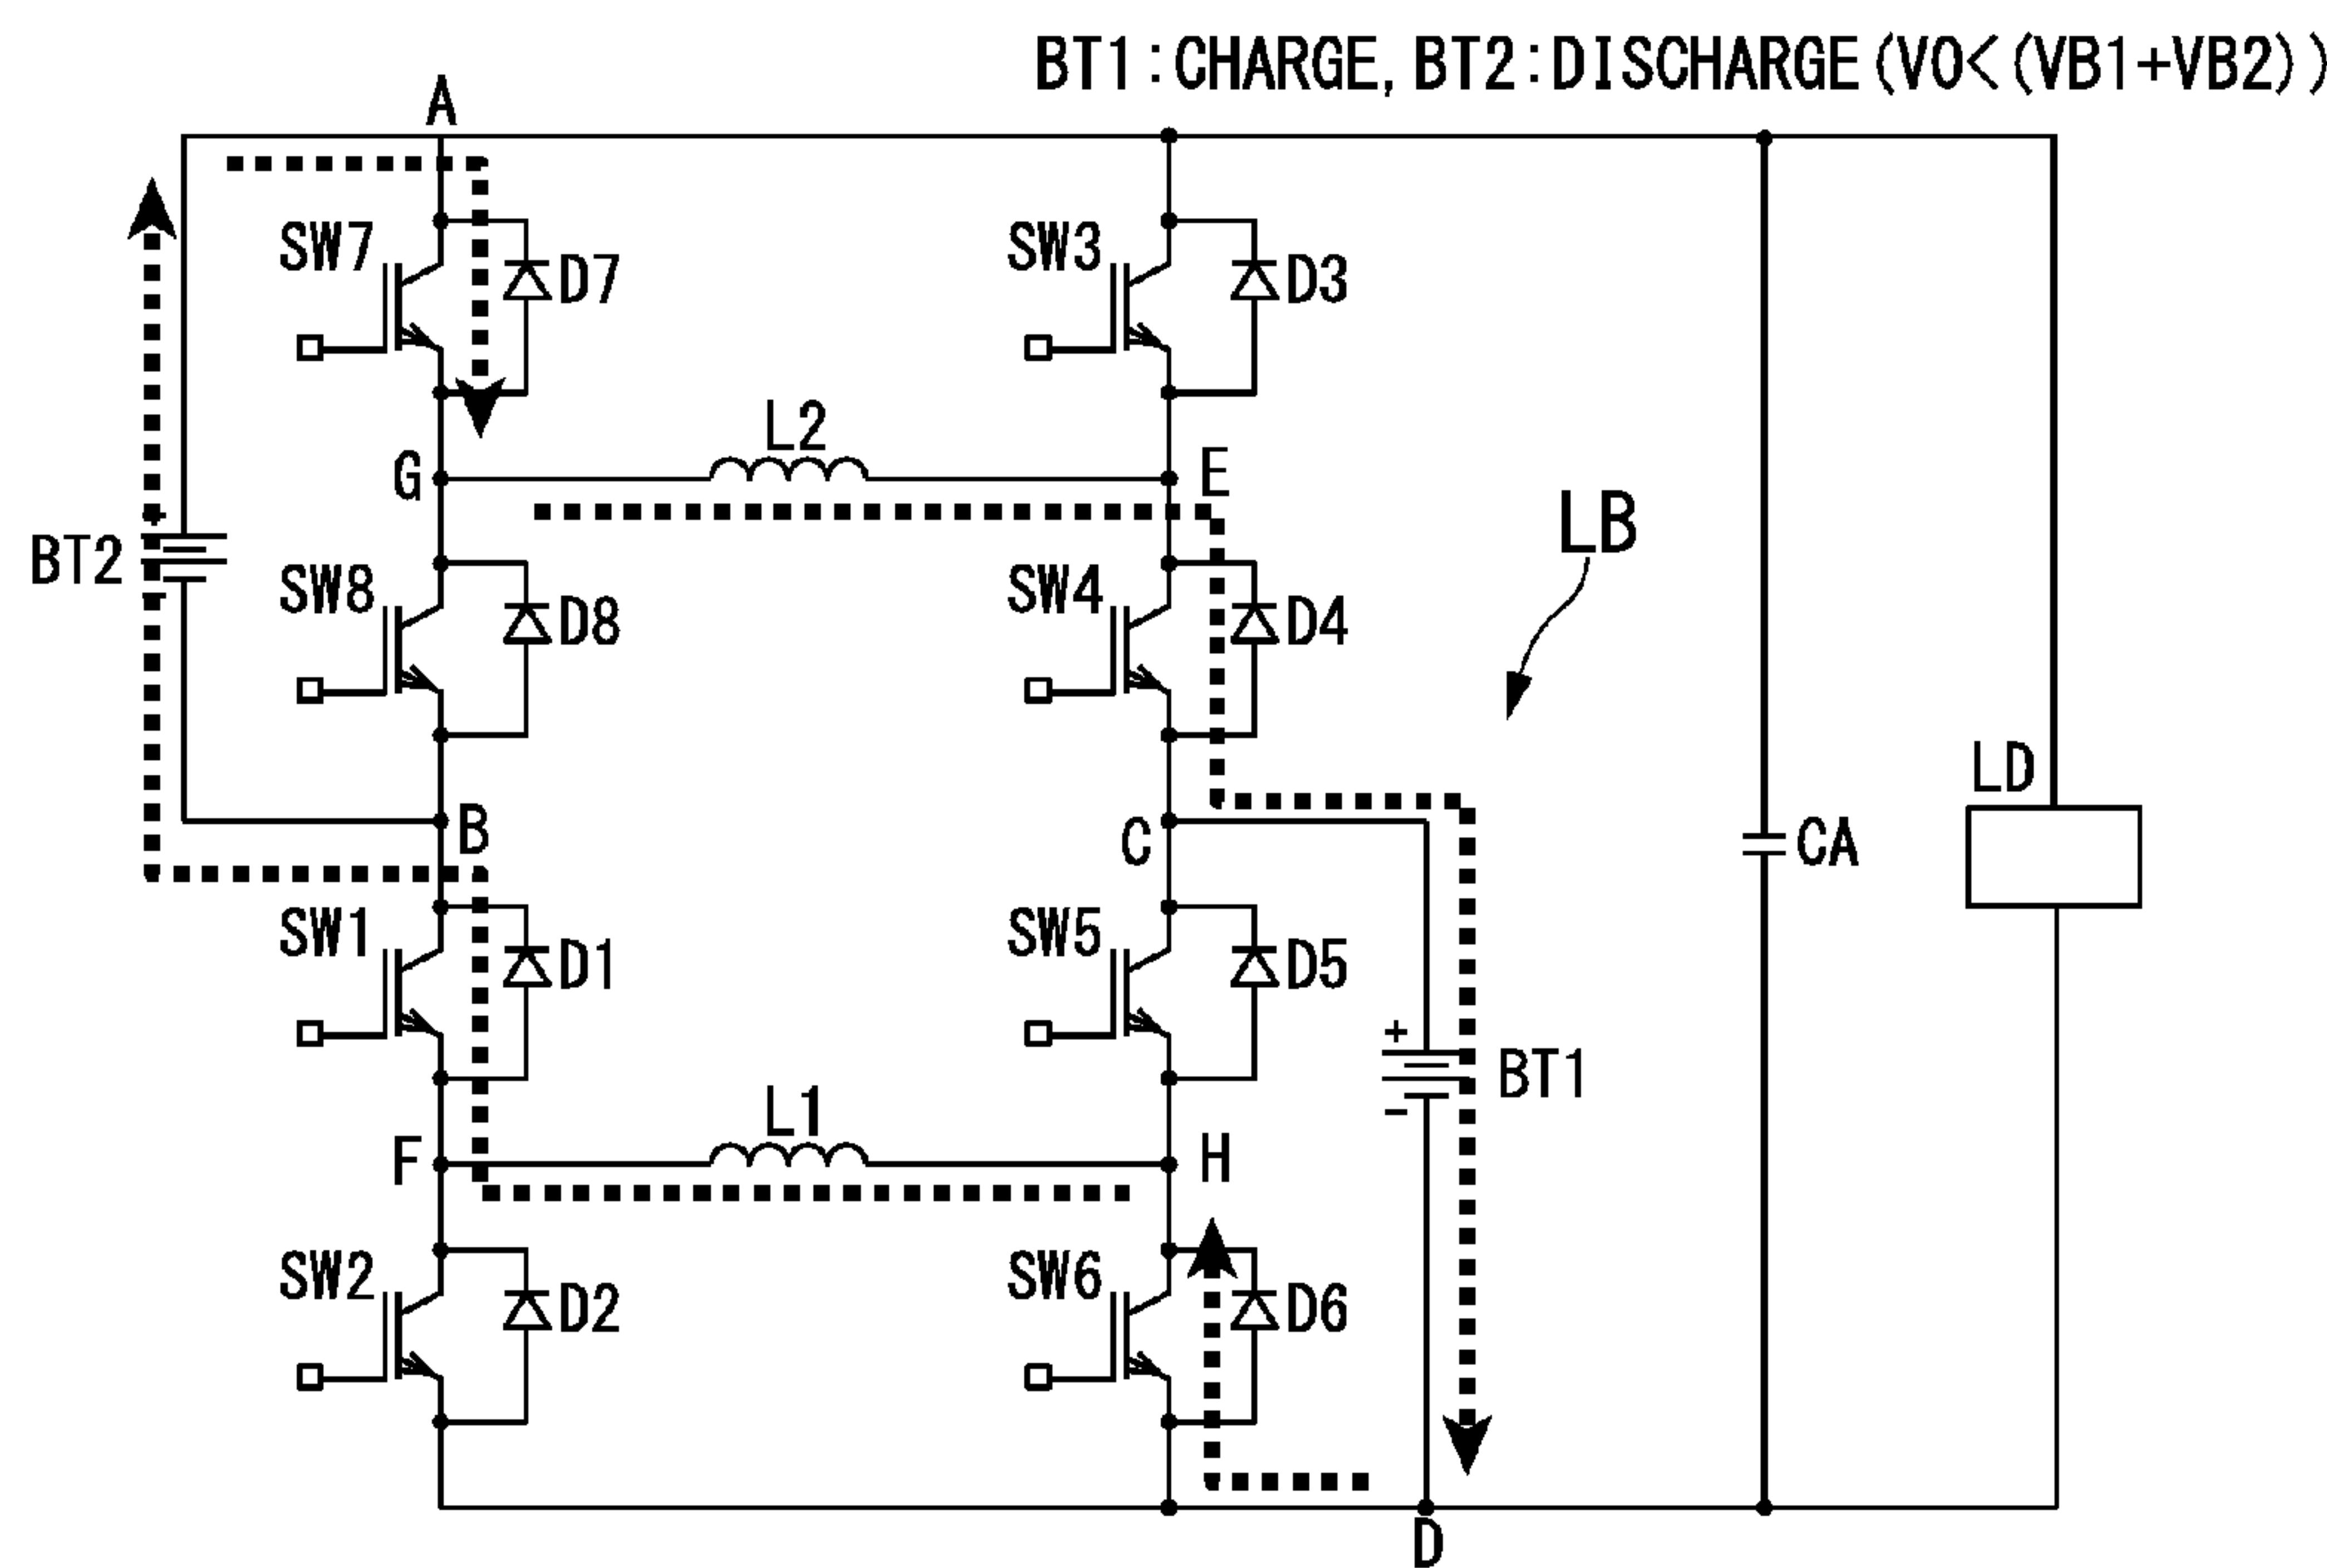 BT1:CHARGE, BT2:DISCHARGE(VO<(VB1+VB2))
A
SW7
D7
SW3
D3
L2
G
E
LB
+
BT2
-
SW8
D8
SW4
D4
LD
B
C
CA
SW1
D1
SW5
D5
+
BT1
-
L1
F
H
SW2
D2
SW6
D6
D